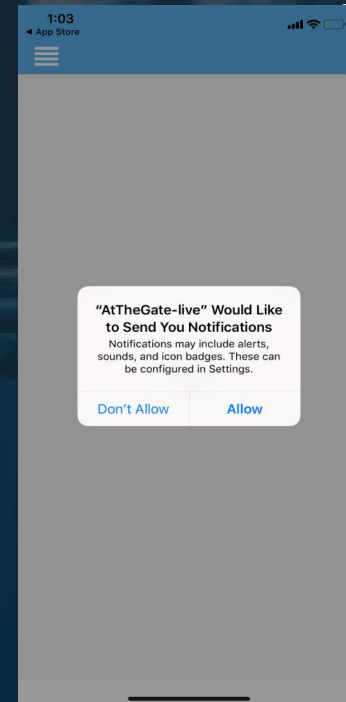 1:03
◀ App Store
“AtTheGate-live” Would Like
to Send You Notifications
Notifications may include alerts,
sounds, and icon badges. These can
be configured in Settings.
Don’t Allow
Allow